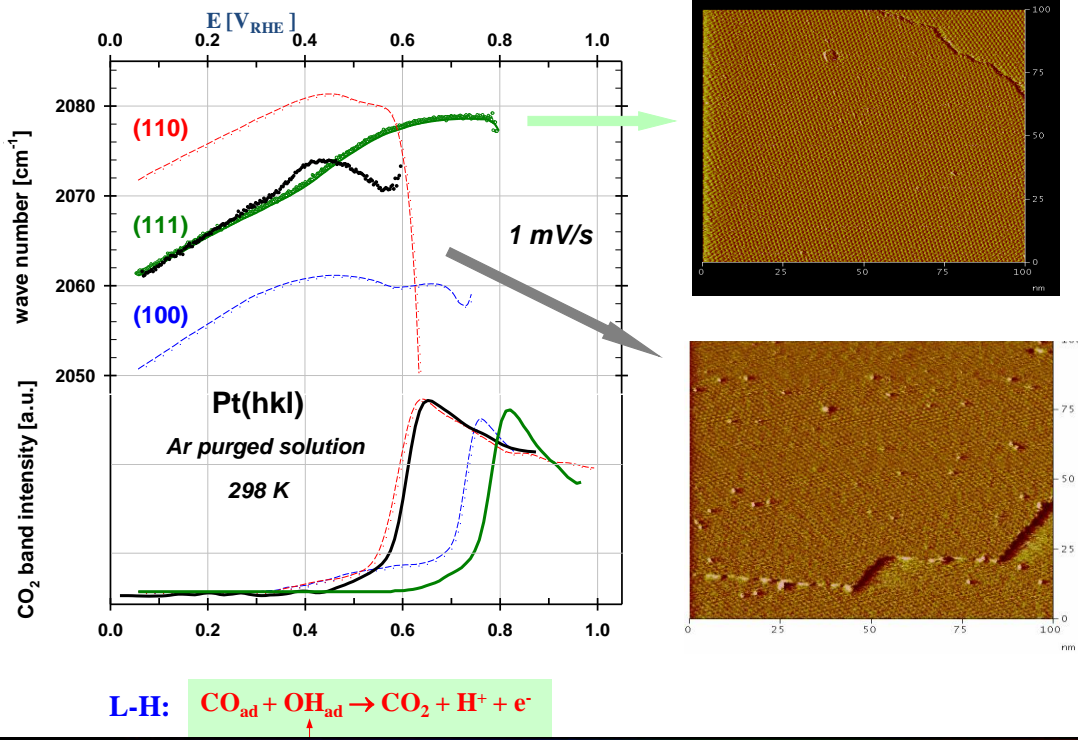 E [V_RHE ]
0.0 0.2 0.4 0.6 0.8 1.0
2080
2070
2060
2050
wave number [cm⁻¹]
(110)
(111)
(100)
1 mV/s
CO₂ band intensity [a.u.]
Pt(hkl)
Ar purged solution
298 K
0.0 0.2 0.4 0.6 0.8 1.0
100
75
50
25
0
0 25 50 75 100
nm
75
50
25
0
0 50 75 100
nm
L-H: CO_ad + OH_ad → CO₂ + H⁺ + e⁻